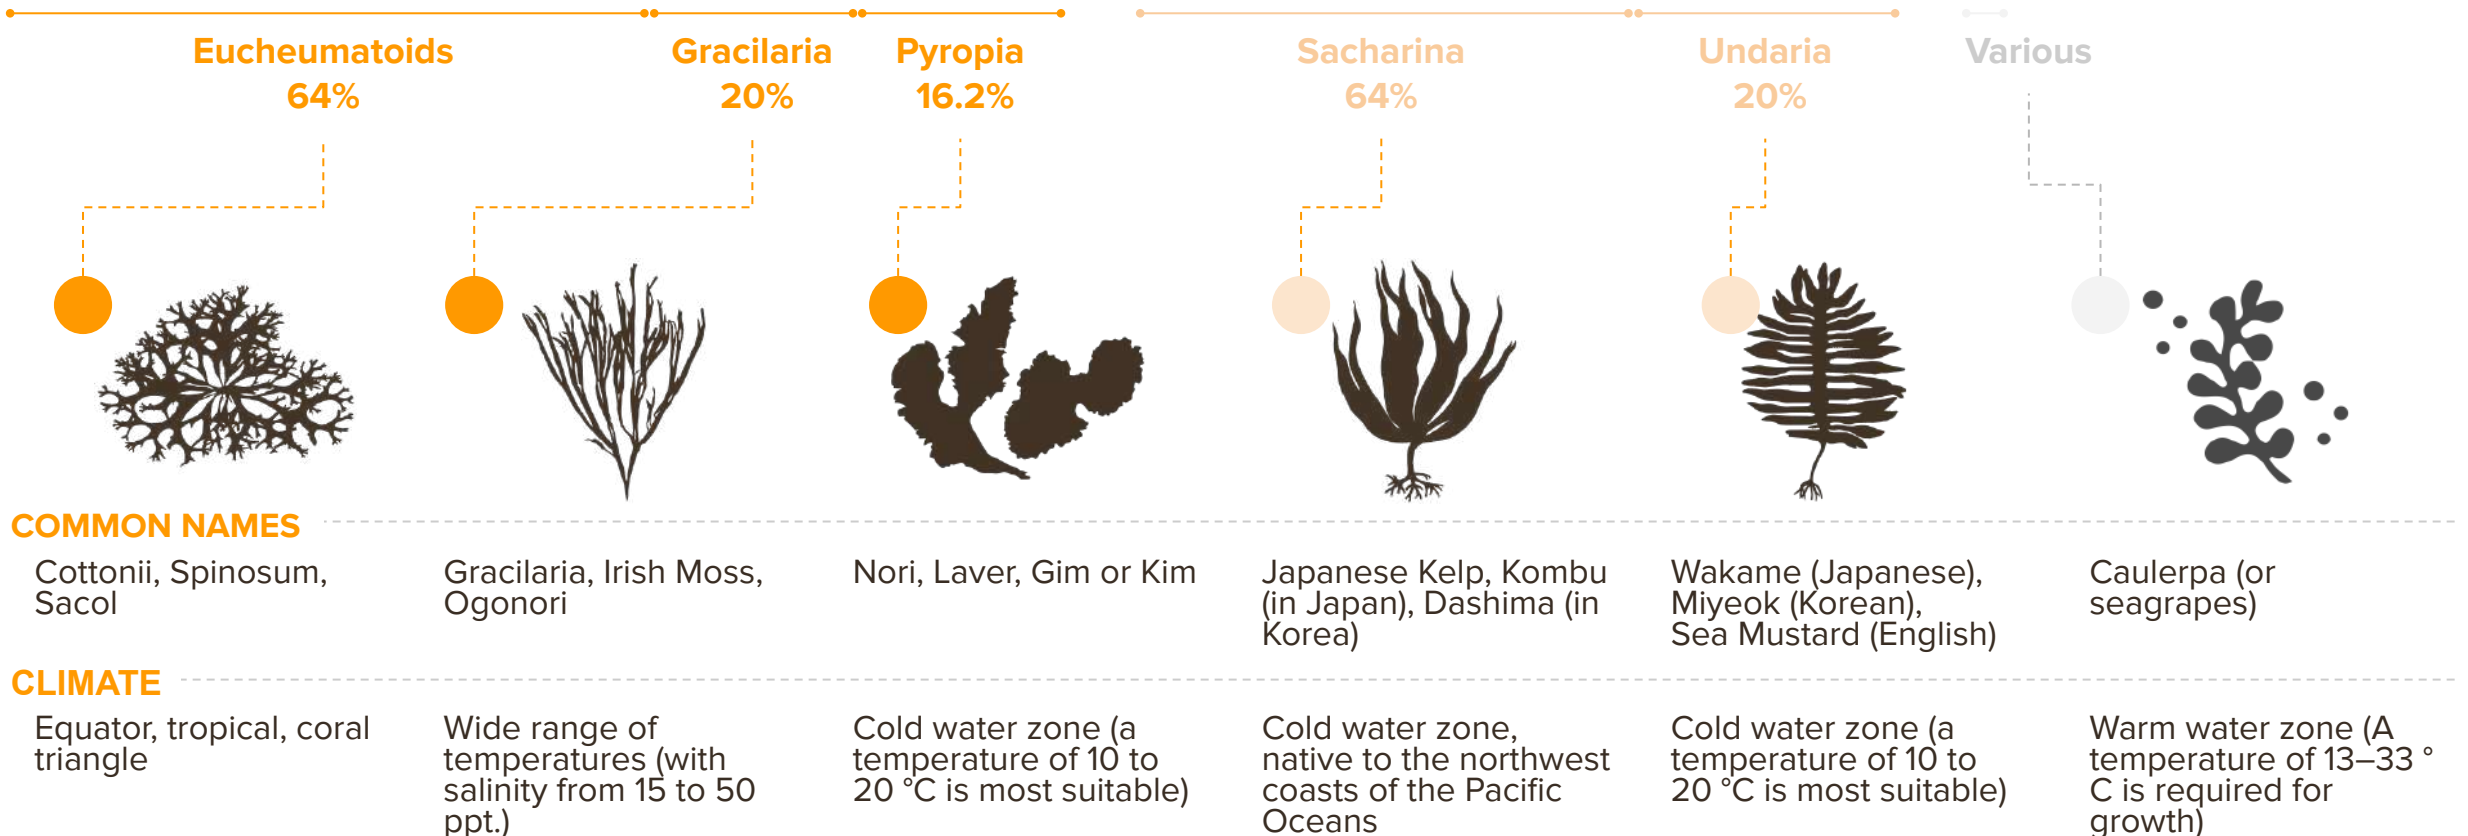 Eucheumatoids
64%
Gracilaria
20%
Pyropia
16.2%
Sacharina
64%
Undaria
20%
Various
COMMON NAMES
Cottonii, Spinosum,
Sacol
Gracilaria, Irish Moss,
Ogonori
Nori, Laver, Gim or Kim
Japanese Kelp, Kombu
(in Japan), Dashima (in
Korea)
Wakame (Japanese),
Miyeok (Korean),
Sea Mustard (English)
Caulerpa (or
seagrapes)
CLIMATE
Equator, tropical, coral
triangle
Wide range of
temperatures (with
salinity from 15 to 50
ppt.)
Cold water zone (a
temperature of 10 to
20 °C is most suitable)
Cold water zone,
native to the northwest
coasts of the Pacific
Oceans
Cold water zone (a
temperature of 10 to
20 °C is most suitable)
Warm water zone (A
temperature of 13–33 °
C is required for
growth)